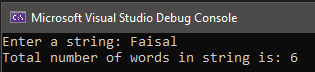 Microsoft Visual Studio Debug Console
Enter a string: Faisal
Total number of words in string is: 6